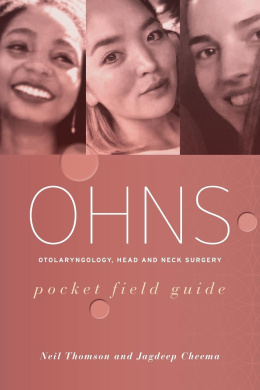 OHNS
OTOLARYNGOLOGY, HEAD AND NECK SURGERY
pocket field guide
Neil Thomson and Jagdeep Cheema